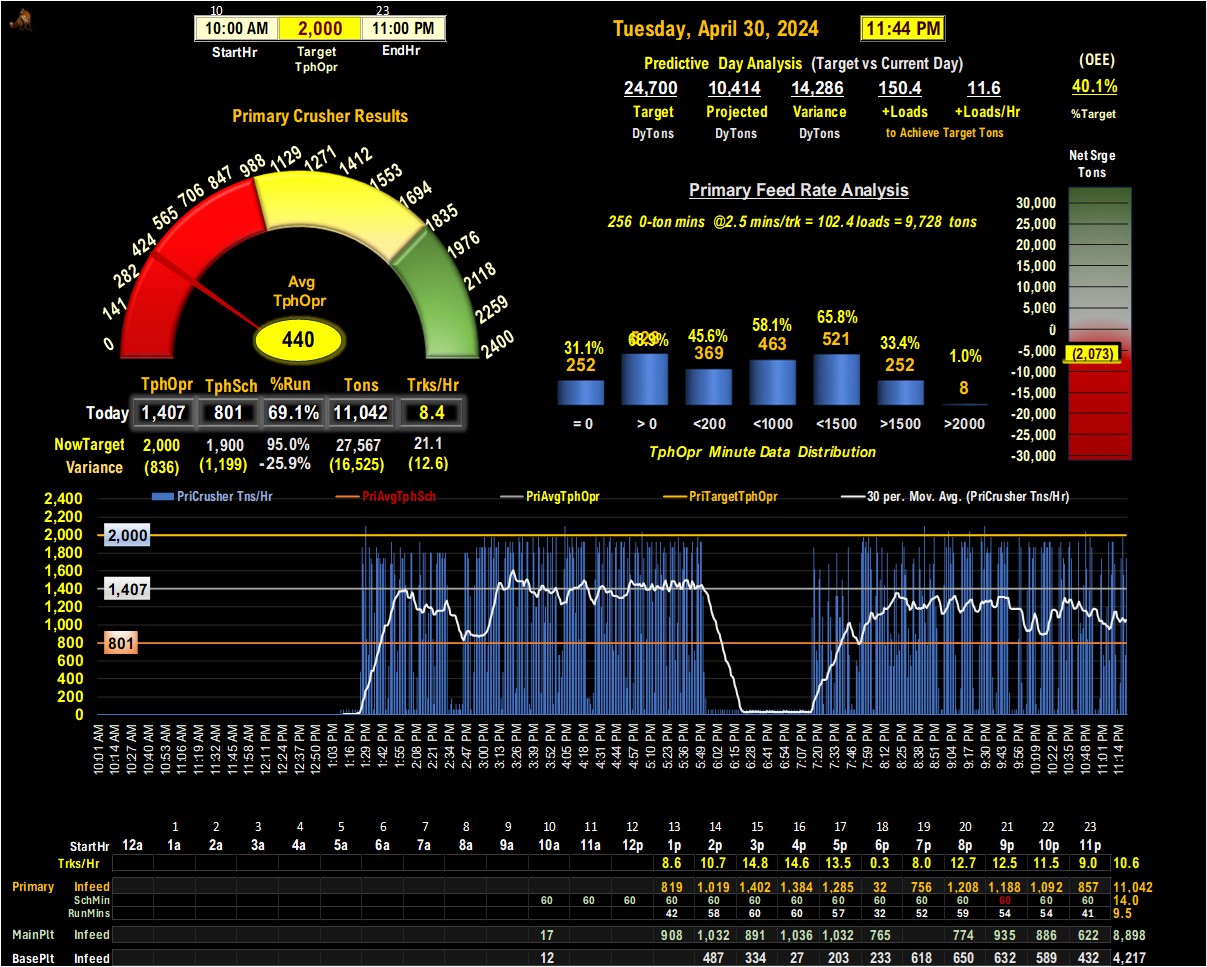 10 23
10:00 AM 2,000 11:00 PM
StartHr Target TphOpr EndHr
Tuesday, April 30, 2024 11:44 PM
Predictive Day Analysis (Target vs Current Day)
24,700 10,414 14,286 150.4 11.6
Target Projected Variance +Loads +Loads/Hr
DyTons DyTons DyTons to Achieve Target Tons
(OEE)
40.1%
%Target
Primary Crusher Results
0 141 282 424 565 706 847 988 1129 1271 1412 1553 1694 1835 1976 2118 2259 2400
Avg
TphOpr
440
Net Srge
Tons
30,000
25,000
20,000
15,000
10,000
5,000
0
-5,000
(2,073)
-10,000
-15,000
-20,000
-25,000
-30,000
Primary Feed Rate Analysis
256 0-ton mins @2.5 mins/trk = 102.4 loads = 9,728 tons
31.1% 45.6% 58.1% 65.8% 33.4% 1.0%
252 369 463 521 252 8
= 0 > 0 <200 <1000 <1500 >1500 >2000
TphOpr Minute Data Distribution
TphOpr TphSch %Run Tons Trks/Hr
Today 1,407 801 69.1% 11,042 8.4
NowTarget 2,000 1,900 95.0% 27,567 21.1
Variance (836) (1,199) -25.9% (16,525) (12.6)
PriCrusher Tns/Hr PriAvgTphSch PriAvgTphOpr PriTargetTphOpr 30 per. Mov. Avg. (PriCrusher Tns/Hr)
2,400
2,200
2,000 2,000
1,800
1,600
1,400 1,407
1,200
1,000
800 801
600
400
200
0
10:01 AM 10:14 AM 10:27 AM 10:40 AM 10:53 AM 11:06 AM 11:19 AM 11:32 AM 11:45 AM 11:58 AM 12:11 PM 12:24 PM 12:37 PM 12:50 PM 1:03 PM 1:16 PM 1:29 PM 1:42 PM 1:55 PM 2:08 PM 2:21 PM 2:34 PM 2:47 PM 3:00 PM 3:13 PM 3:26 PM 3:39 PM 3:52 PM 4:05 PM 4:18 PM 4:31 PM 4:44 PM 4:57 PM 5:10 PM 5:23 PM 5:36 PM 5:49 PM 6:02 PM 6:15 PM 6:28 PM 6:41 PM 6:54 PM 7:07 PM 7:20 PM 7:33 PM 7:46 PM 7:59 PM 8:12 PM 8:25 PM 8:38 PM 8:51 PM 9:04 PM 9:17 PM 9:30 PM 9:43 PM 9:56 PM 10:09 PM 10:22 PM 10:35 PM 10:48 PM 11:01 PM 11:14 PM
1 2 3 4 5 6 7 8 9 10 11 12 13 14 15 16 17 18 19 20 21 22 23
StartHr 12a 1a 2a 3a 4a 5a 6a 7a 8a 9a 10a 11a 12p 1p 2p 3p 4p 5p 6p 7p 8p 9p 10p 11p
Trks/Hr 8.6 10.7 14.8 14.6 13.5 0.3 8.0 12.7 12.5 11.5 9.0 10.6
Primary Infeed 819 1,019 1,402 1,384 1,285 32 756 1,208 1,188 1,092 857 11,042
SchMin 60 60 60 60 60 60 60 60 60 60 60 60 60 60 14.0
RunMins 42 58 60 60 57 32 52 59 54 54 41 9.5
MainPlt Infeed 17 908 1,032 891 1,036 1,032 765 774 935 886 622 8,898
BasePlt Infeed 12 487 334 27 203 233 618 650 632 589 432 4,217